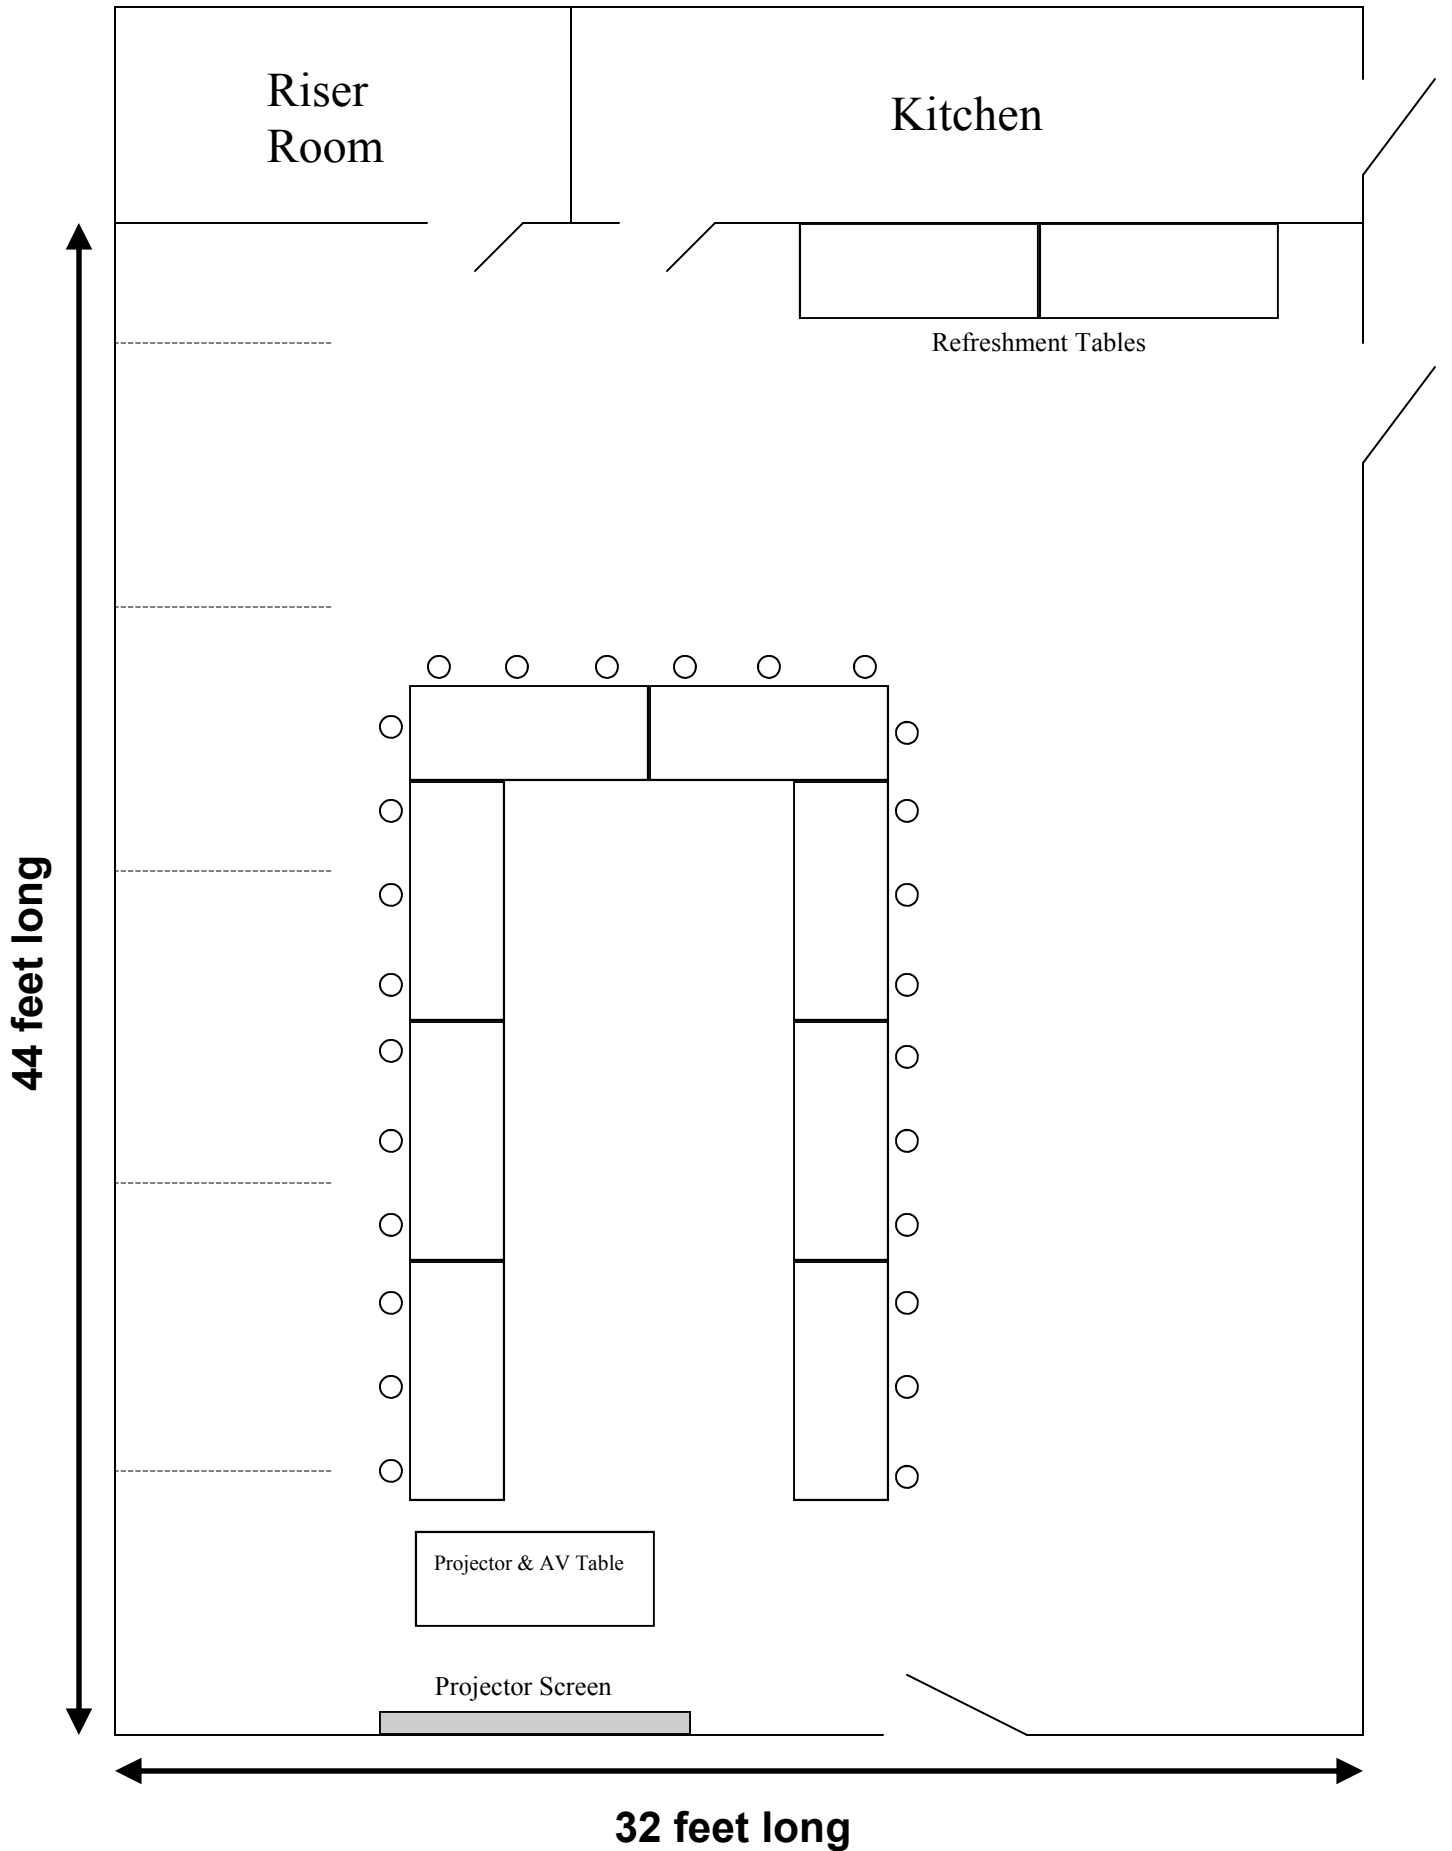 Riser
Room
Kitchen
Refreshment Tables
44 feet long
Projector & AV Table
Projector Screen
32 feet long